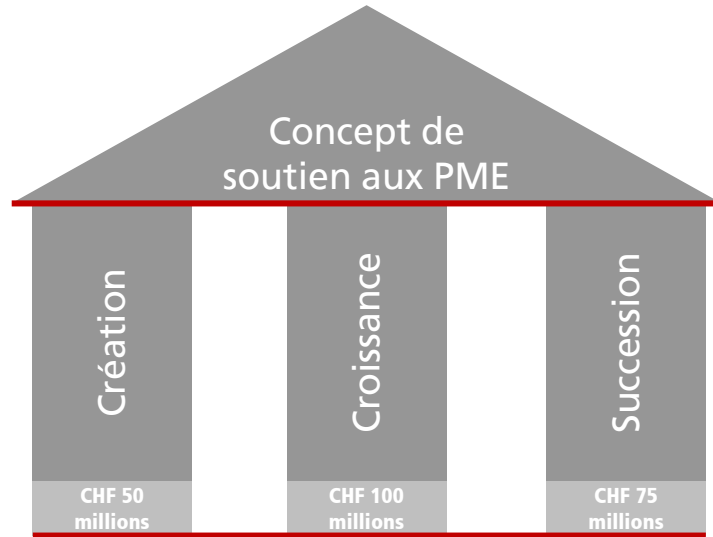 Concept de
soutien aux PME
Création
Croissance
Succession
CHF 50
millions
CHF 100
millions
CHF 75
millions